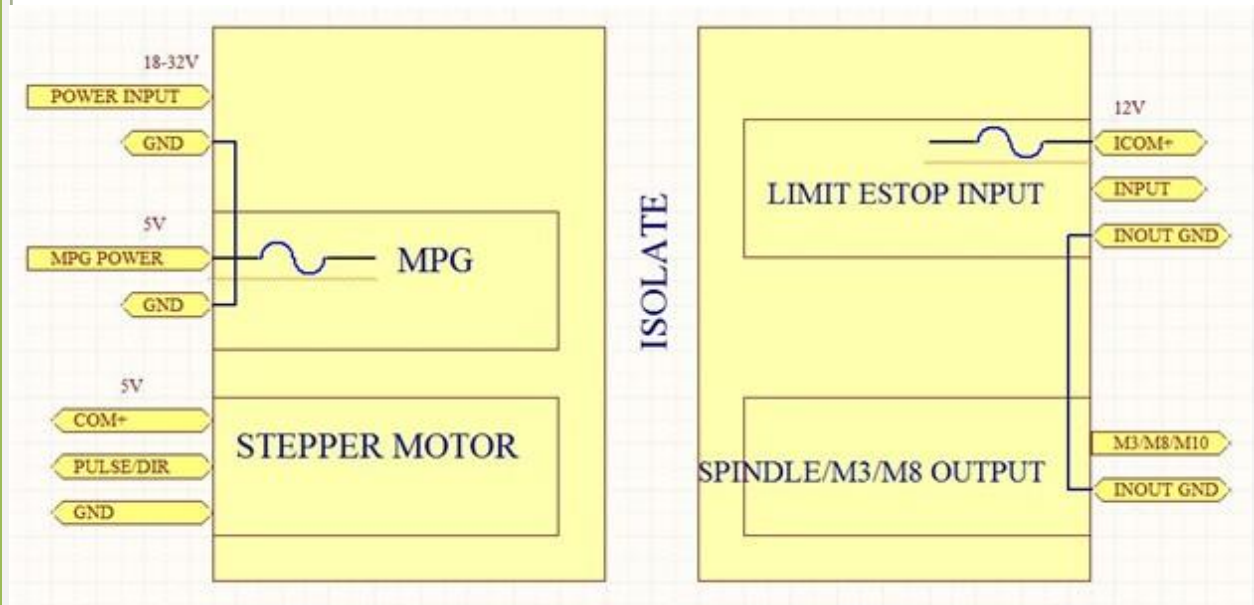 18-32V
POWER INPUT
GND
5V
MPG POWER
MPG
GND
5V
COM+
STEPPER MOTOR
PULSE/DIR
GND
ISOLATE
12V
ICOM+
LIMIT ESTOP INPUT
INPUT
INOUT GND
M3/M8/M10
SPINDLE/M3/M8 OUTPUT
INOUT GND